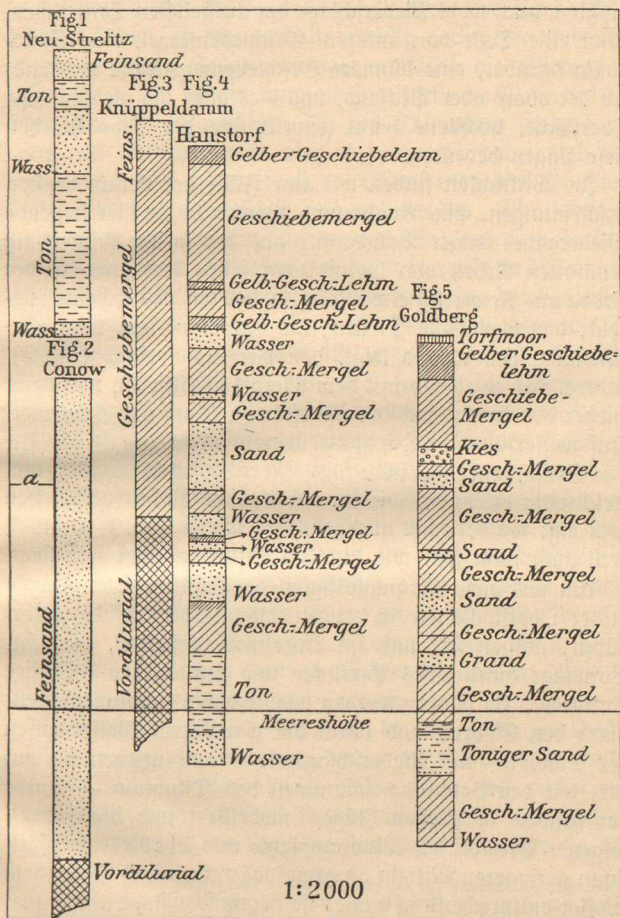 Fig.1
Neu-Strelitz
Feinsand
Ton
Wass.
Ton
Wass.
Fig.2
Conow
a
Feinsand
Vordiluvial
Fig.3
Knüppeldamm
Feins.
Geschiebemergel
Vordiluvial
Fig.4
Hanstorf
Gelber Geschiebelehm
Geschiebemergel
Gelb-Gesch-Lehm
Gesch-Mergel
Gelb-Gesch-Lehm
Wasser
Gesch-Mergel
Wasser
Gesch-Mergel
Sand
Gesch-Mergel
Wasser
Gesch-Mergel
Wasser
Gesch-Mergel
Wasser
Gesch-Mergel
Ton
Meereshöhe
Wasser
Fig.5
Goldberg
Torfmoor
Gelber Geschiebe-
lehm
Geschiebe-
Mergel
Kies
Gesch-Mergel
Sand
Gesch-Mergel
Sand
Gesch-Mergel
Sand
Gesch-Mergel
Grand
Gesch-Mergel
Ton
Toniger Sand
Gesch-Mergel
Wasser
1:2000